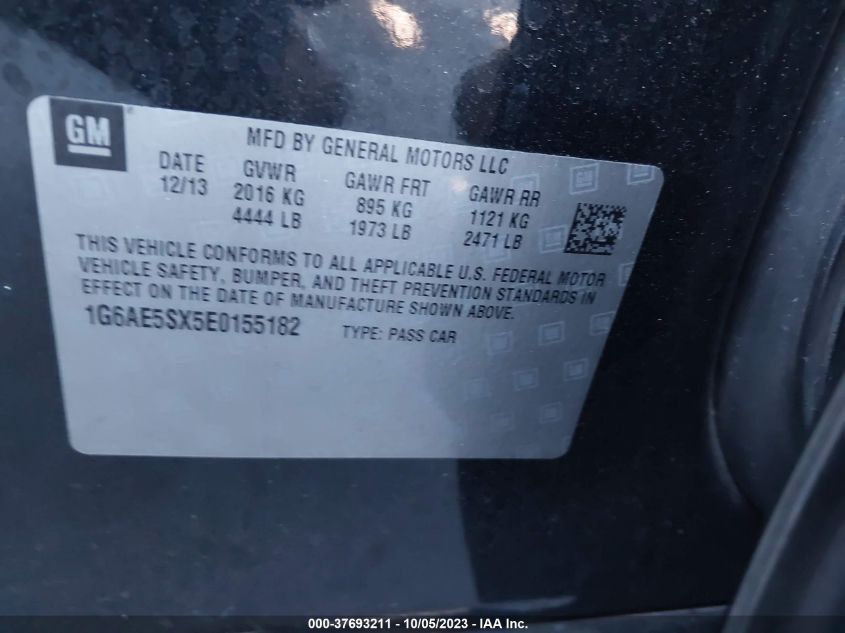 GM
MFD BY GENERAL MOTORS LLC
DATE GVWR GAWR FRT GAWR RR
12/13 2016 KG 895 KG 1121 KG
4444 LB 1973 LB 2471 LB
THIS VEHICLE CONFORMS TO ALL APPLICABLE U.S. FEDERAL MOTOR
VEHICLE SAFETY, BUMPER, AND THEFT PREVENTION STANDARDS IN
EFFECT ON THE DATE OF MANUFACTURE SHOWN ABOVE.
1G6AE5SX5E0155182 TYPE: PASS CAR
000-37693211 - 10/05/2023 - IAA Inc.